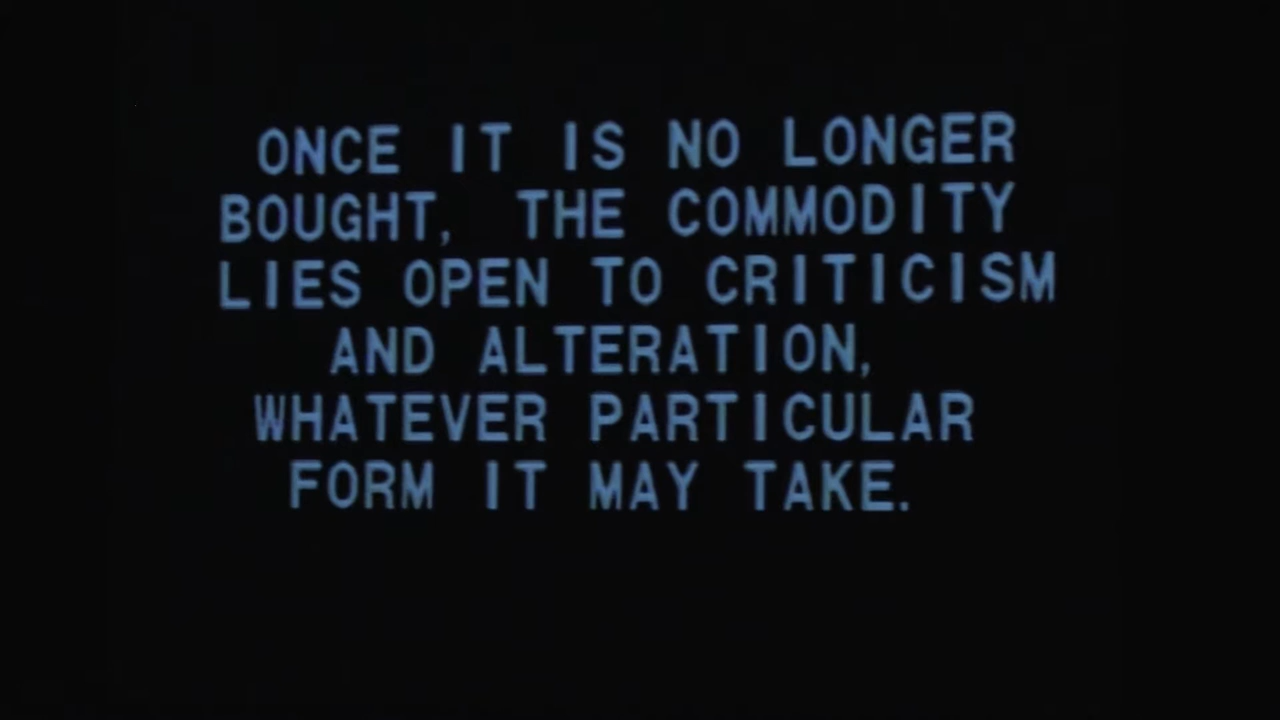 ONCE IT IS NO LONGER
BOUGHT, THE COMMODITY
LIES OPEN TO CRITICISM
AND ALTERATION,
WHATEVER PARTICULAR
FORM IT MAY TAKE.